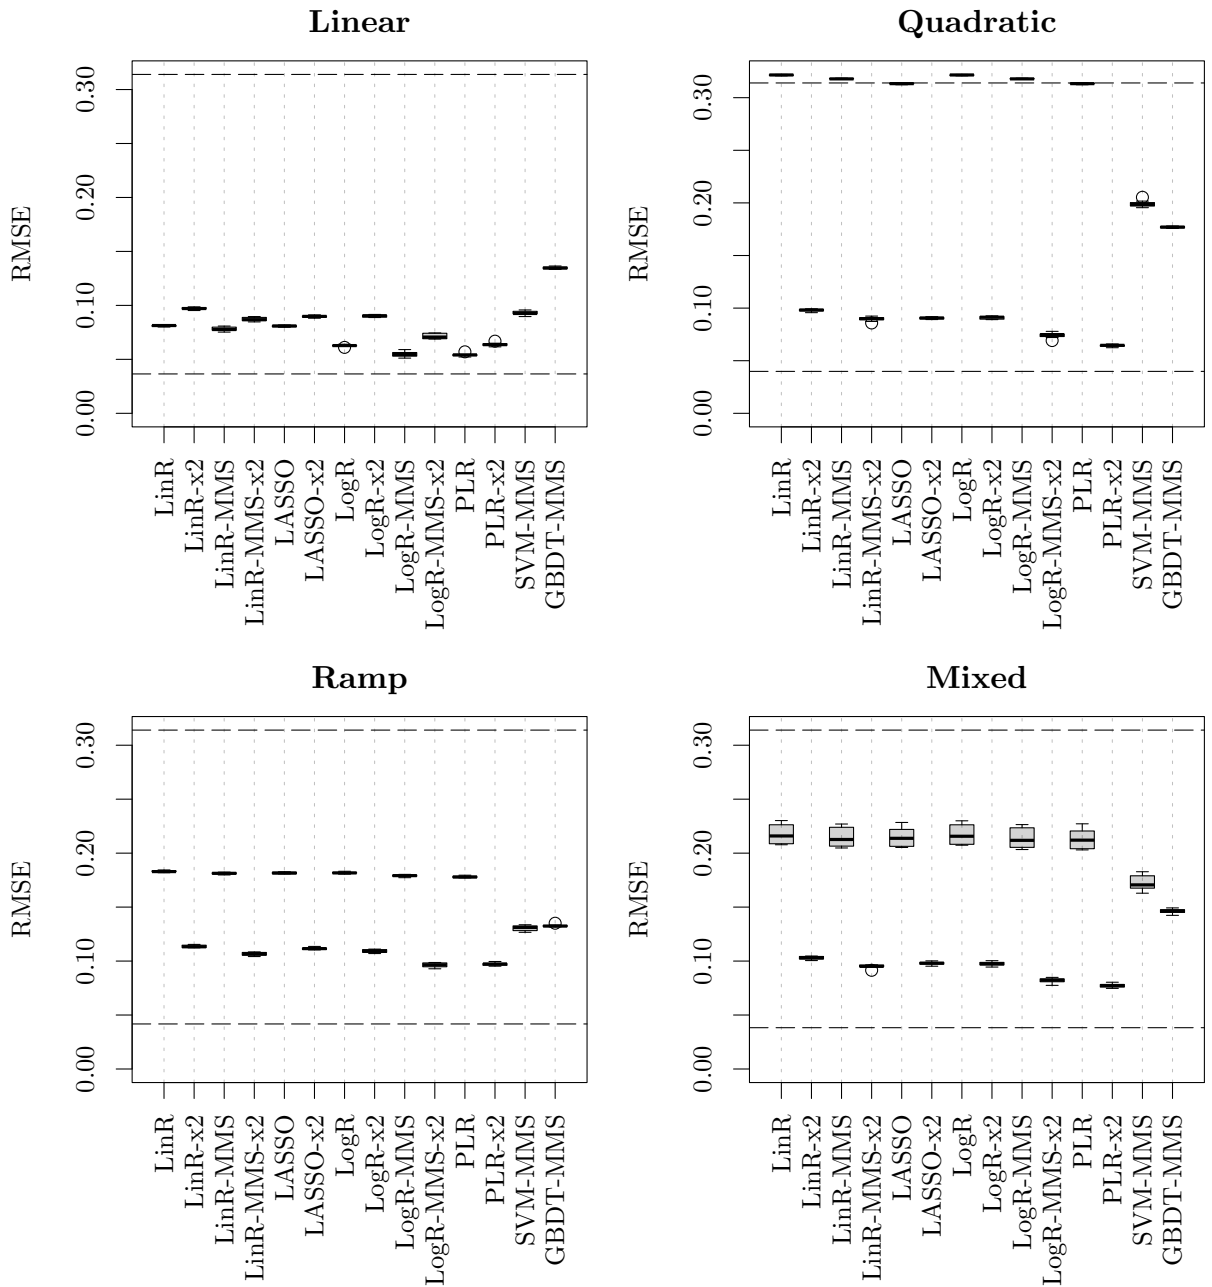 Linear
RMSE
0.00
0.10
0.20
0.30
LinR
LinR-x2
LinR-MMS
LinR-MMS-x2
LASSO
LASSO-x2
LogR
LogR-x2
LogR-MMS
LogR-MMS-x2
PLR
PLR-x2
SVM-MMS
GBDT-MMS
Quadratic
RMSE
0.00
0.10
0.20
0.30
LinR
LinR-x2
LinR-MMS
LinR-MMS-x2
LASSO
LASSO-x2
LogR
LogR-x2
LogR-MMS
LogR-MMS-x2
PLR
PLR-x2
SVM-MMS
GBDT-MMS
Ramp
RMSE
0.00
0.10
0.20
0.30
LinR
LinR-x2
LinR-MMS
LinR-MMS-x2
LASSO
LASSO-x2
LogR
LogR-x2
LogR-MMS
LogR-MMS-x2
PLR
PLR-x2
SVM-MMS
GBDT-MMS
Mixed
RMSE
0.00
0.10
0.20
0.30
LinR
LinR-x2
LinR-MMS
LinR-MMS-x2
LASSO
LASSO-x2
LogR
LogR-x2
LogR-MMS
LogR-MMS-x2
PLR
PLR-x2
SVM-MMS
GBDT-MMS